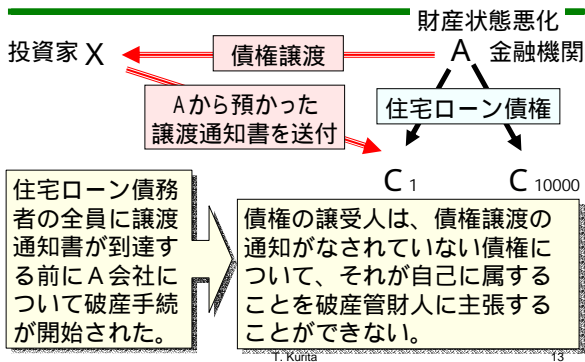 財産状態悪化
投資家 X
債権譲渡
A 金融機関
Aから預かった
譲渡通知書を送付
住宅ローン債権
C 1
C 10000
住宅ローン債務
者の全員に譲渡
通知書が到達す
る前にA会社に
ついて破産手続
が開始された。
債権の譲受人は、債権譲渡の
通知がなされていない債権に
ついて、それが自己に属する
ことを破産管財人に主張する
ことができない。
T. Kurita
13